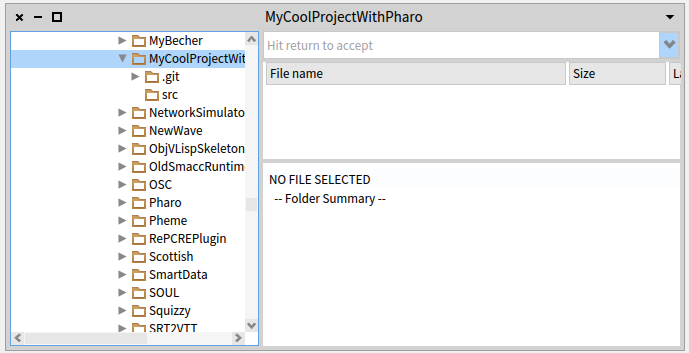 MyCoolProjectWithPharo
MyBecher
MyCoolProjectWit
.git
src
NetworkSimulato
NewWave
ObjVLispSkeleton
OldSmaccRuntim
OSC
Pharo
Pheme
RePCREPlugin
Scottish
SmartData
SOUL
Squizzy
SRT2VTT
Hit return to accept
File name Size La
NO FILE SELECTED
-- Folder Summary --